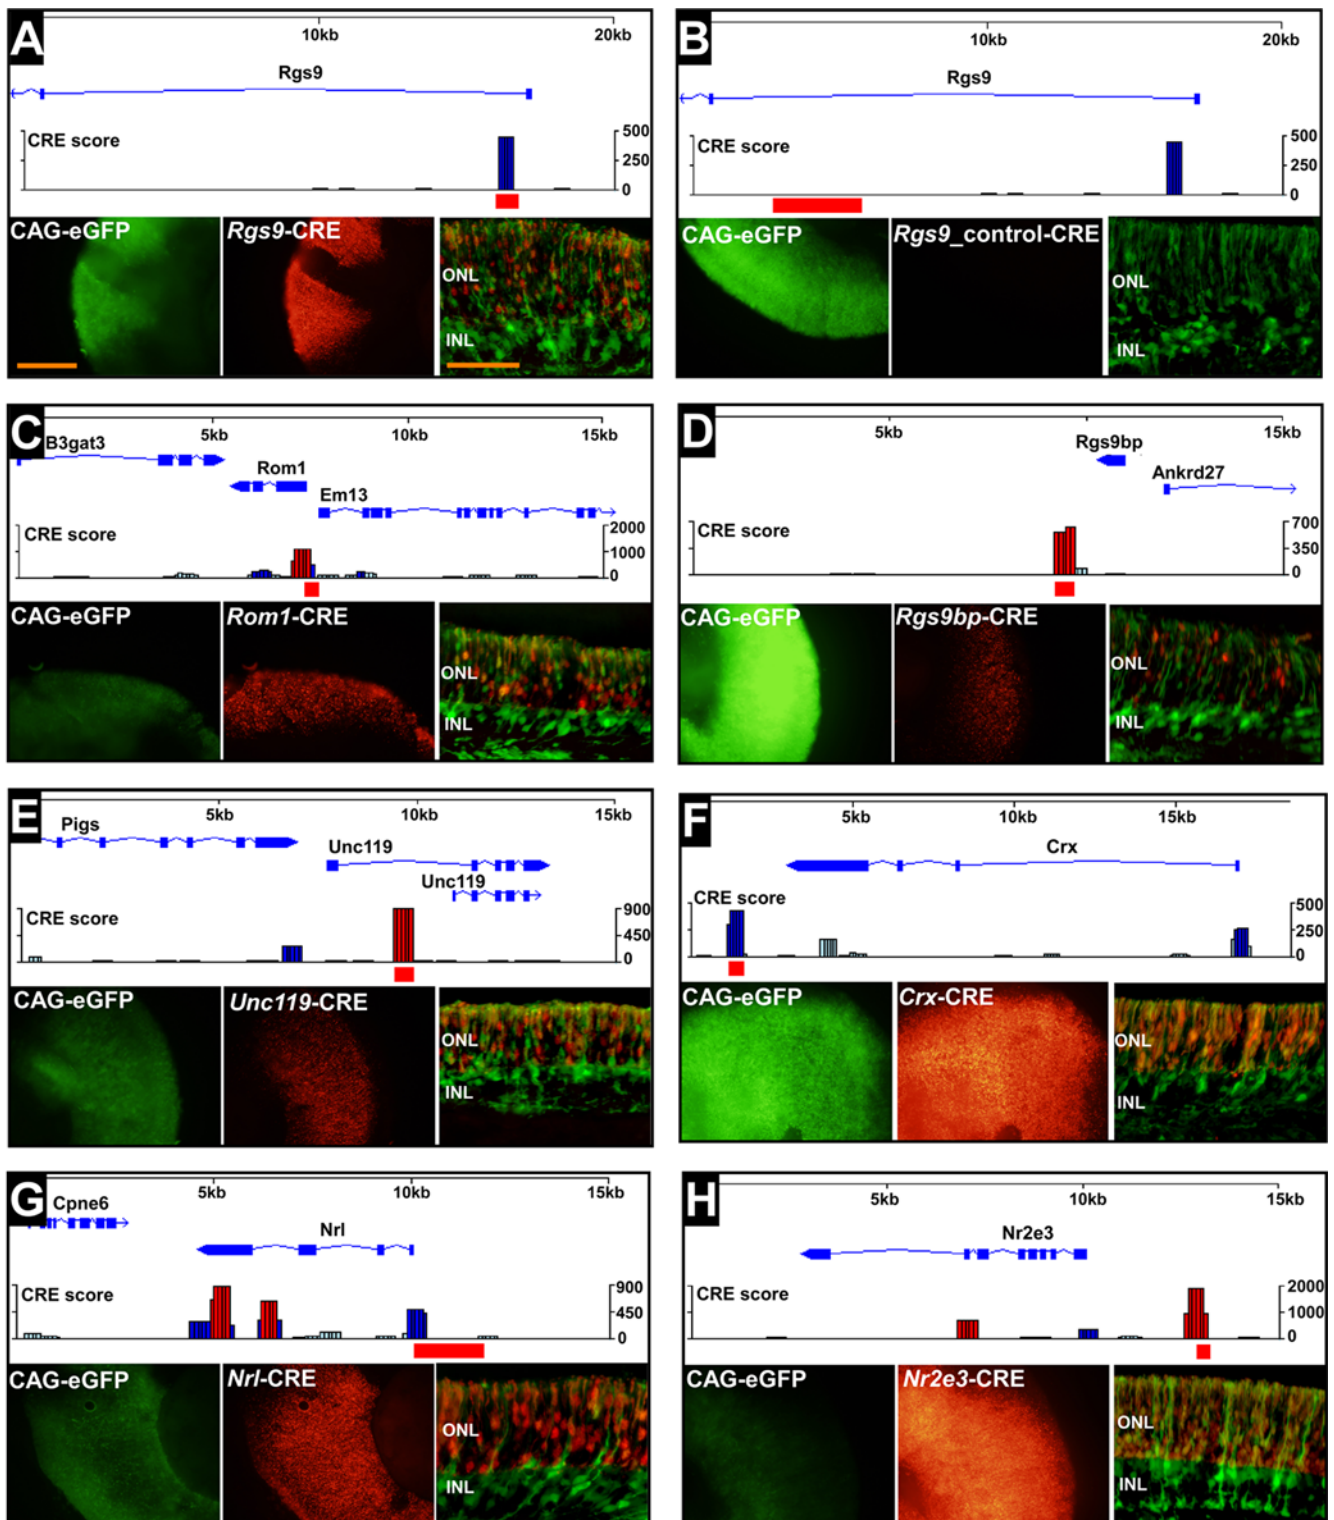 A
10kb 20kb
Rgs9
CRE score
500
250
0
CAG-eGFP
Rgs9-CRE
ONL
INL
B
10kb 20kb
Rgs9
CRE score
500
250
0
CAG-eGFP
Rgs9_control-CRE
ONL
INL
C
5kb 10kb 15kb
B3gat3
Rom1
Em13
CRE score
2000
1000
0
CAG-eGFP
Rom1-CRE
ONL
INL
D
5kb 15kb
Rgs9bp
Ankrd27
CRE score
700
350
0
CAG-eGFP
Rgs9bp-CRE
ONL
INL
E
5kb 10kb 15kb
Pigs
Unc119
Unc119
CRE score
900
450
0
CAG-eGFP
Unc119-CRE
ONL
INL
F
5kb 10kb 15kb
Crx
CRE score
500
250
0
CAG-eGFP
Crx-CRE
ONL
INL
G
5kb 10kb 15kb
Cpne6
Nrl
CRE score
900
450
0
CAG-eGFP
Nrl-CRE
ONL
INL
H
5kb 10kb 15kb
Nr2e3
CRE score
2000
1000
0
CAG-eGFP
Nr2e3-CRE
ONL
INL